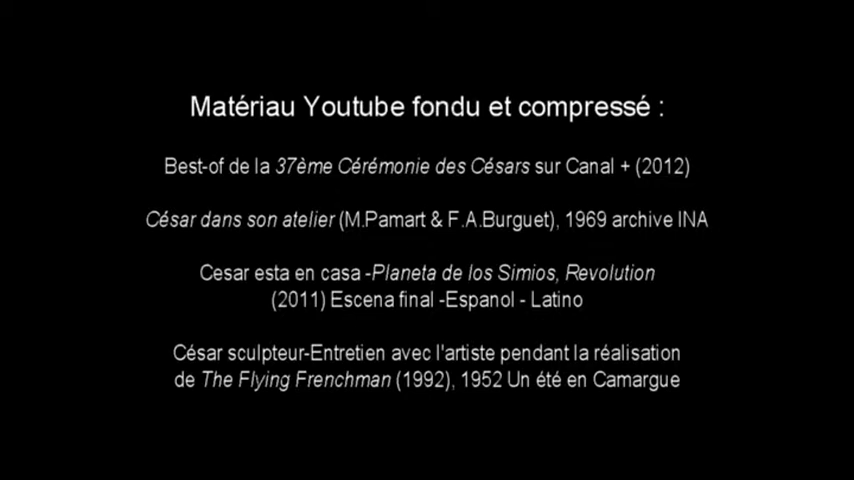 Matériau Youtube fondu et compressé :
Best-of de la 37ème Cérémonie des Césars sur Canal + (2012)
César dans son atelier (M.Pamart & F.A.Burguet), 1969 archive INA
Cesar esta en casa -Planeta de los Simios, Revolution
(2011) Escena final -Espanol - Latino
César sculpteur-Entretien avec l'artiste pendant la réalisation
de The Flying Frenchman (1992), 1952 Un été en Camargue